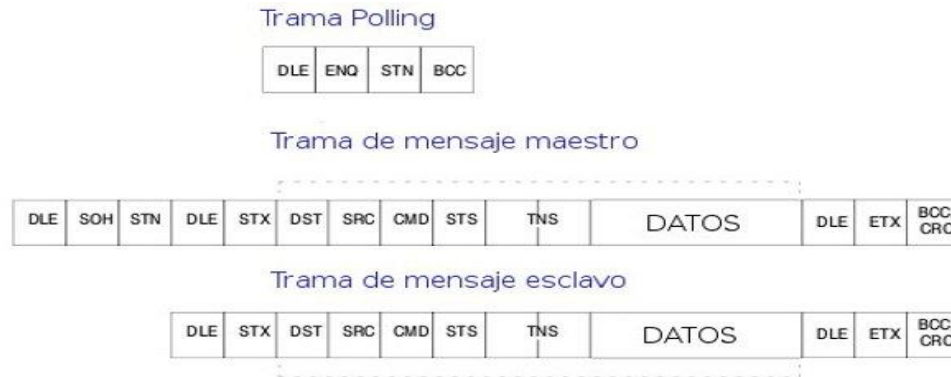 Trama Polling
DLE ENQ STN BCC
Trama de mensaje maestro
DLE SOH STN DLE STX DST SRC CMD STS TNS DATOS DLE ETX BCC CRC
Trama de mensaje esclavo
DLE STX DST SRC CMD STS TNS DATOS DLE ETX BCC CRC